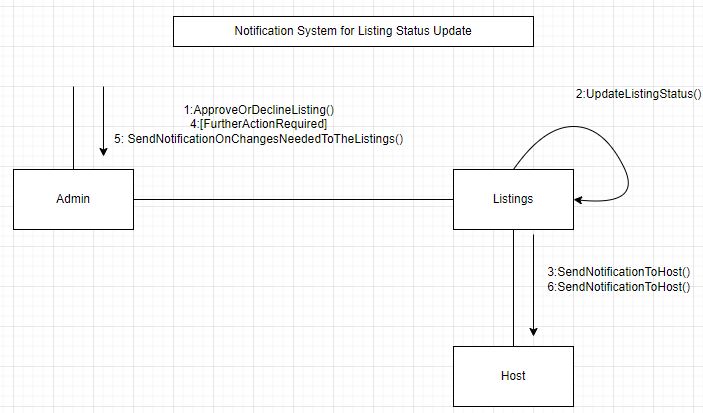 Notification System for Listing Status Update
2:UpdateListingStatus()
1:ApproveOrDeclineListing()
4:[FurtherActionRequired]
5: SendNotificationOnChangesNeededToTheListings()
Admin
Listings
3:SendNotificationToHost()
6:SendNotificationToHost()
Host